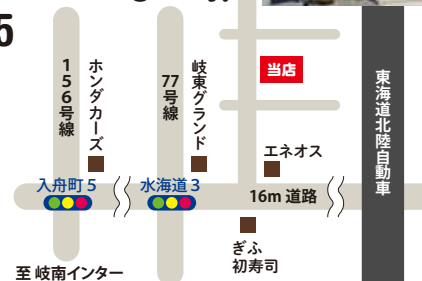 5
156号線
ホンダカーズ
77号線
岐東グランド
当店
エネオス
東海道北陸自動車
入舟町5
水海道3
16m 道路
ぎふ
初寿司
至 岐南インター